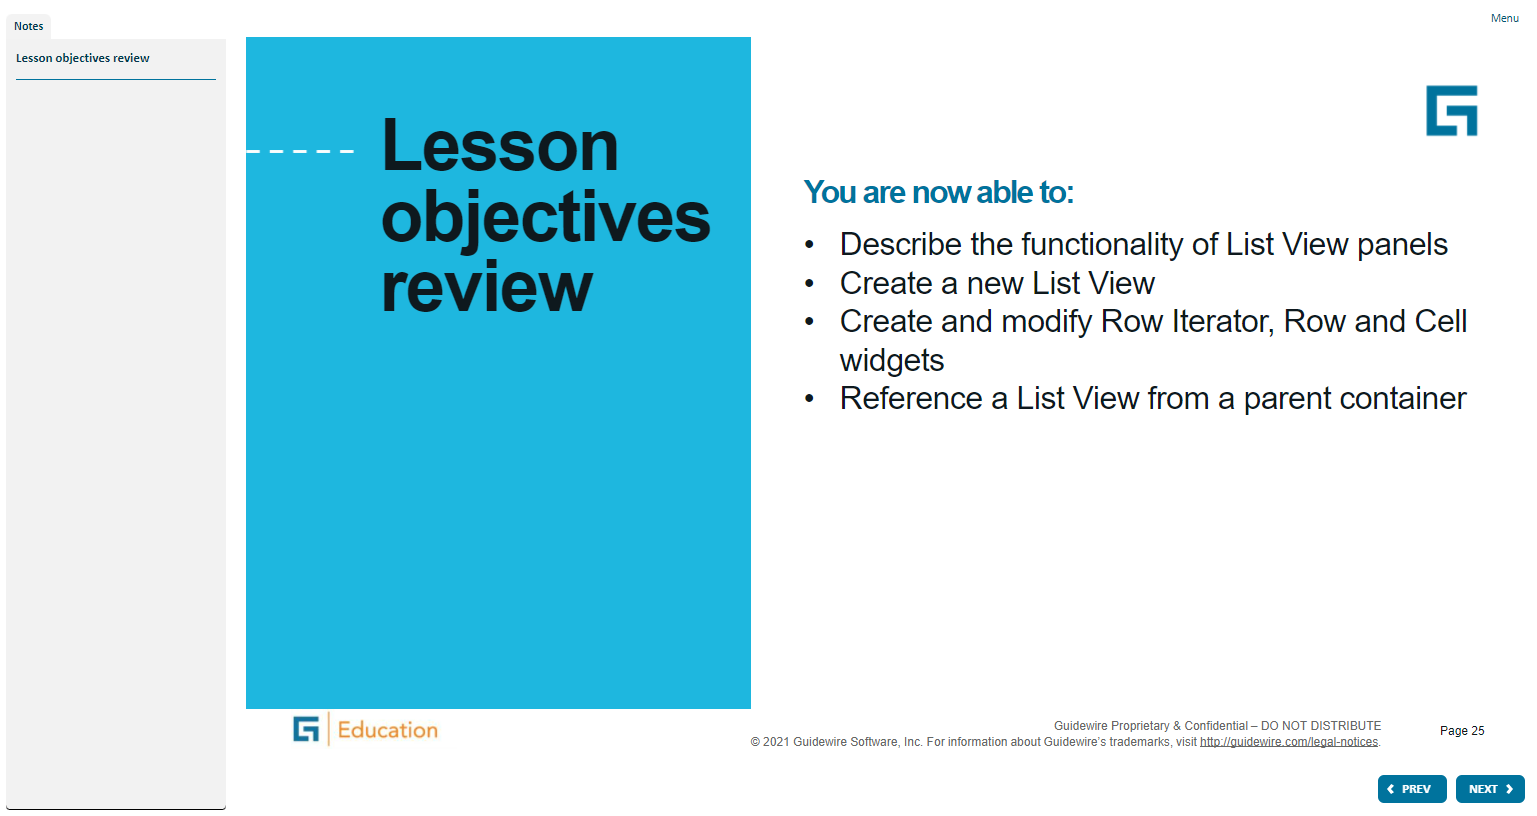 Notes
Menu
Lesson objectives review
Lesson
objectives
review
You are now able to:
• Describe the functionality of List View panels
• Create a new List View
• Create and modify Row Iterator, Row and Cell
widgets
• Reference a List View from a parent container
Education
Guidewire Proprietary & Confidential – DO NOT DISTRIBUTE
© 2021 Guidewire Software, Inc. For information about Guidewire's trademarks, visit http://guidewire.com/legal-notices.
Page 25
PREV
NEXT